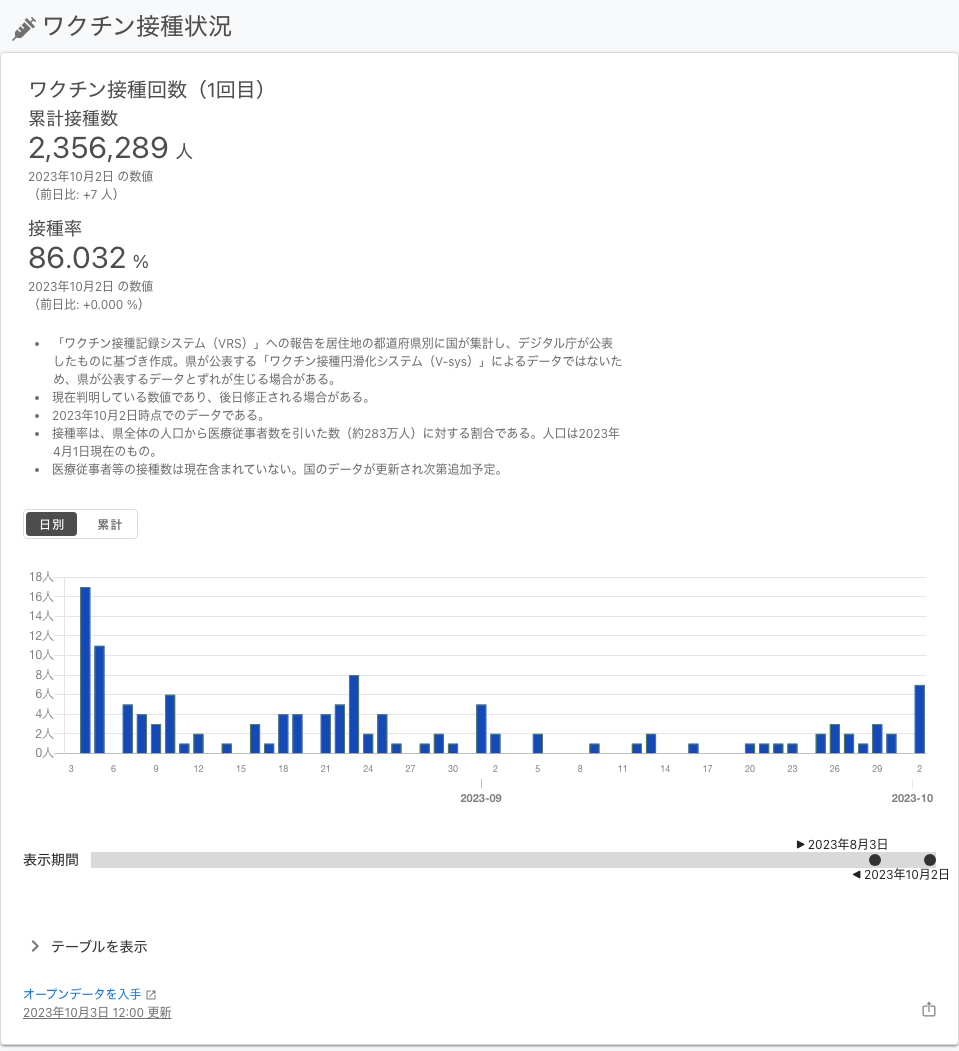 ワクチン接種状況
ワクチン接種回数（1回目）
累計接種数
2,356,289 人
2023年10月2日 の数値
（前日比: +7 人）
接種率
86.032 %
2023年10月2日 の数値
（前日比: +0.000 %）
• 「ワクチン接種記録システム（VRS）」への報告を居住地の都道府県別に国が集計し、デジタル庁が公表
したものに基づき作成。県が公表する「ワクチン接種円滑化システム（V-sys）」によるデータではないた
め、県が公表するデータとずれが生じる場合がある。
• 現在判明している数値であり、後日修正される場合がある。
• 2023年10月2日時点でのデータである。
• 接種率は、県全体の人口から医療従事者数を引いた数（約283万人）に対する割合である。人口は2023年
4月1日現在のもの。
• 医療従事者等の接種数は現在含まれていない。国のデータが更新され次第追加予定。
日別 累計
18人
16人
14人
12人
10人
8人
6人
4人
2人
0人
3 6 9 12 15 18 21 24 27 30 2 5 8 11 14 17 20 23 26 29 2
2023-09 2023-10
▶ 2023年8月3日
表示期間
◀ 2023年10月2日
テーブルを表示
オープンデータを入手
2023年10月3日 12:00 更新